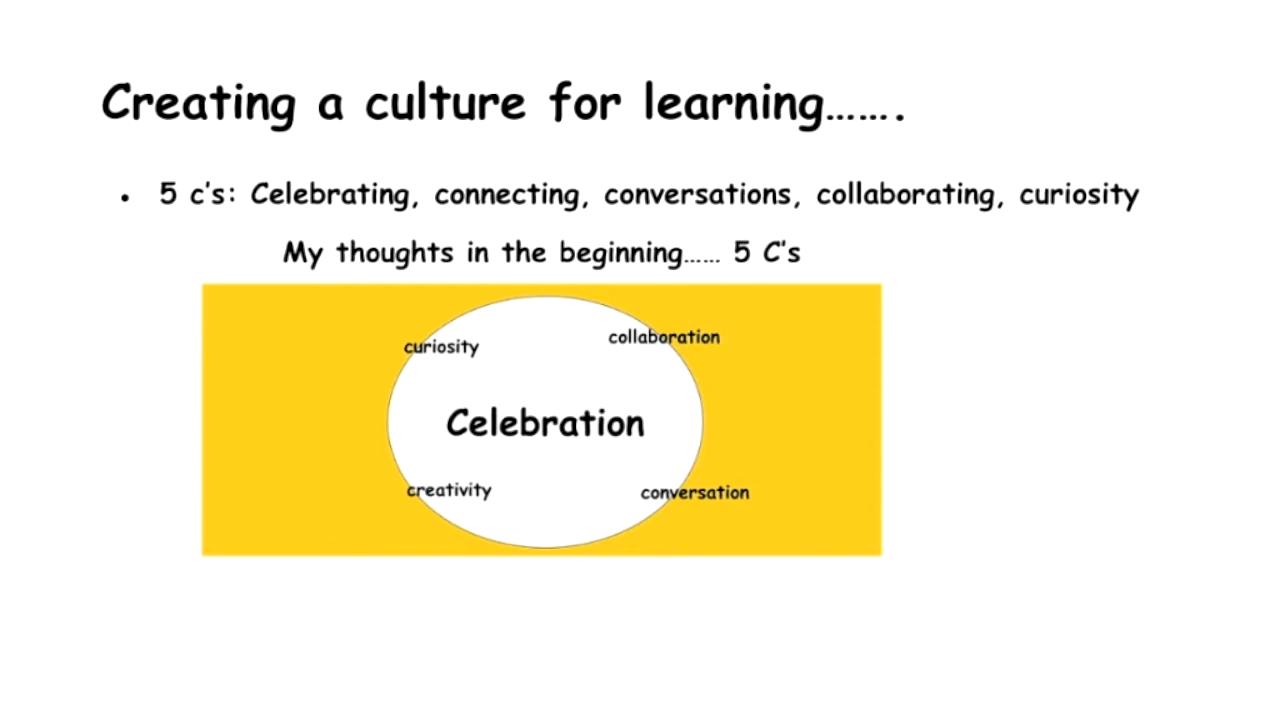 Creating a culture for learning…….
• 5 c's: Celebrating, connecting, conversations, collaborating, curiosity
My thoughts in the beginning…… 5 C's
curiosity
collaboration
Celebration
creativity
conversation